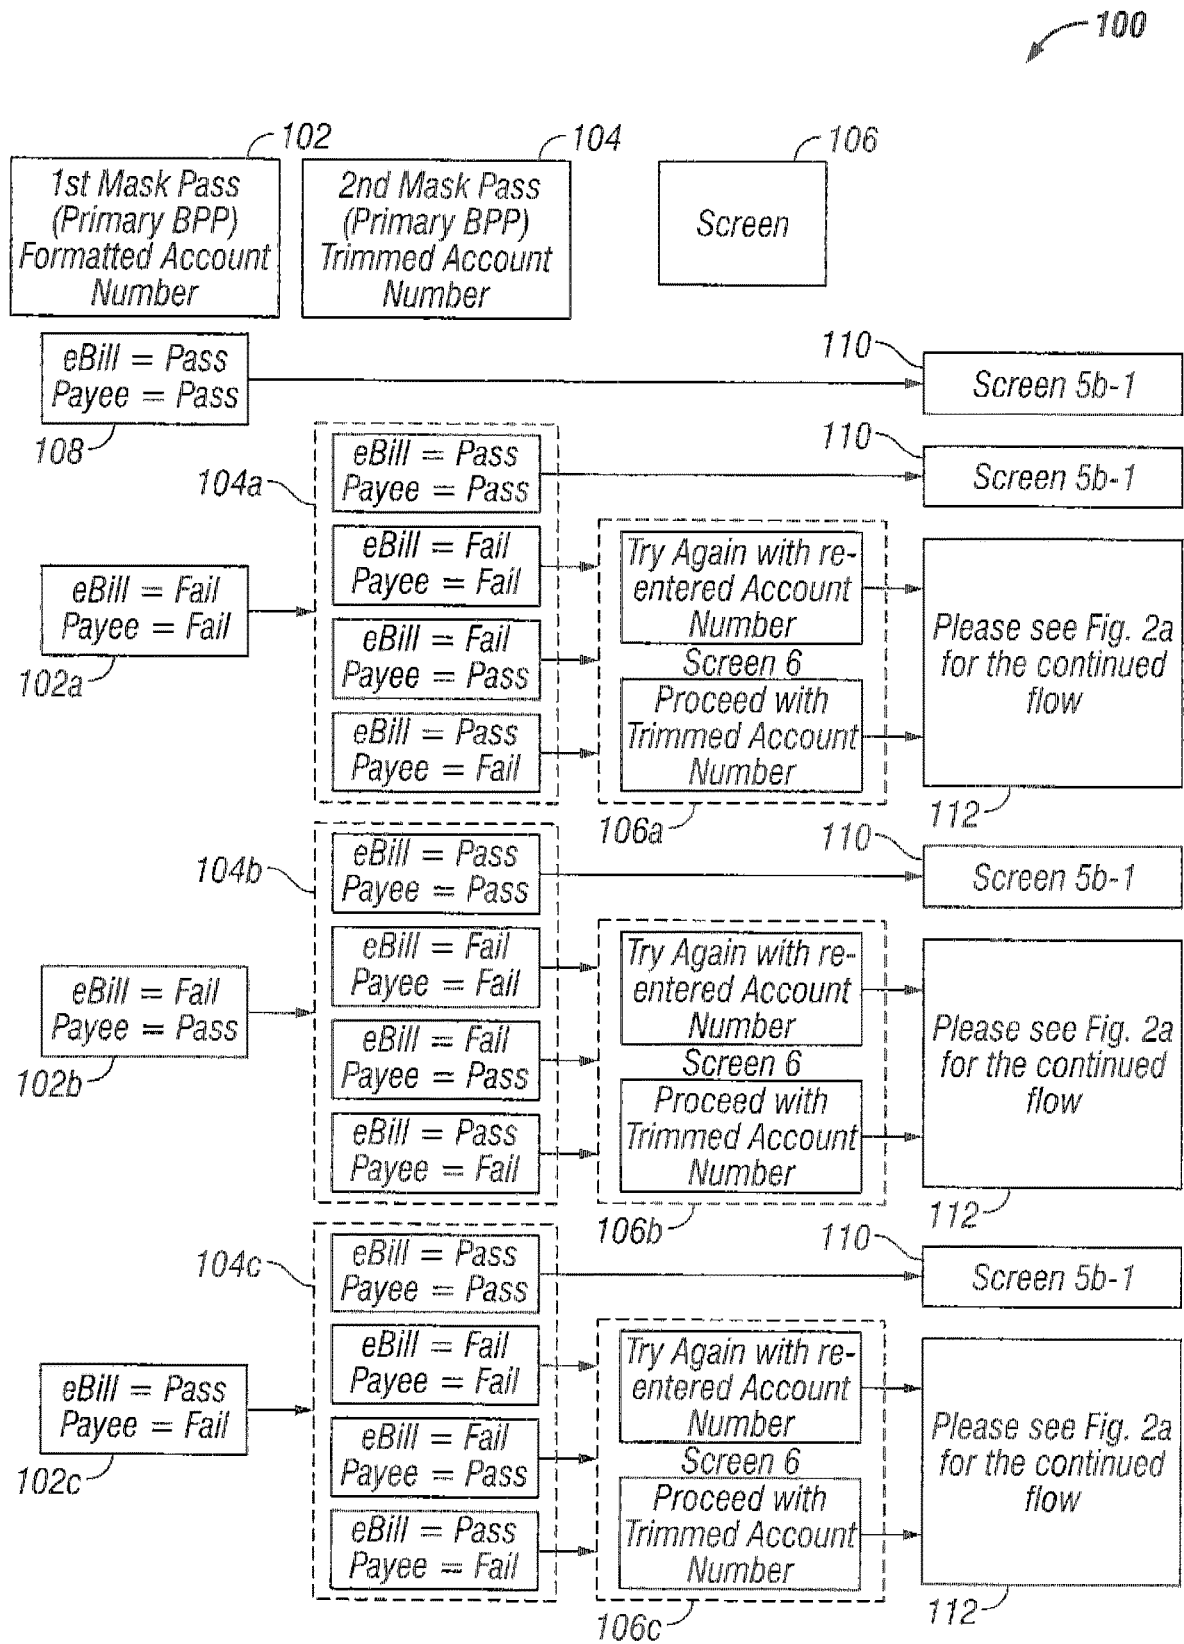 100
102
1st Mask Pass
(Primary BPP)
Formatted Account
Number
104
2nd Mask Pass
(Primary BPP)
Trimmed Account
Number
106
Screen
eBill = Pass
Payee = Pass
108
110
Screen 5b-1
104a
eBill = Pass
Payee = Pass
110
Screen 5b-1
eBill = Fail
Payee = Fail
102a
eBill = Fail
Payee = Fail
eBill = Fail
Payee = Pass
eBill = Pass
Payee = Fail
Try Again with re-
entered Account
Number
Screen 6
Proceed with
Trimmed Account
Number
106a
Please see Fig. 2a
for the continued
flow
112
104b
eBill = Pass
Payee = Pass
110
Screen 5b-1
eBill = Fail
Payee = Pass
102b
eBill = Fail
Payee = Fail
eBill = Fail
Payee = Pass
eBill = Pass
Payee = Fail
Try Again with re-
entered Account
Number
Screen 6
Proceed with
Trimmed Account
Number
106b
Please see Fig. 2a
for the continued
flow
112
104c
eBill = Pass
Payee = Pass
110
Screen 5b-1
eBill = Pass
Payee = Fail
102c
eBill = Fail
Payee = Fail
eBill = Fail
Payee = Pass
eBill = Pass
Payee = Fail
Try Again with re-
entered Account
Number
Screen 6
Proceed with
Trimmed Account
Number
106c
Please see Fig. 2a
for the continued
flow
112